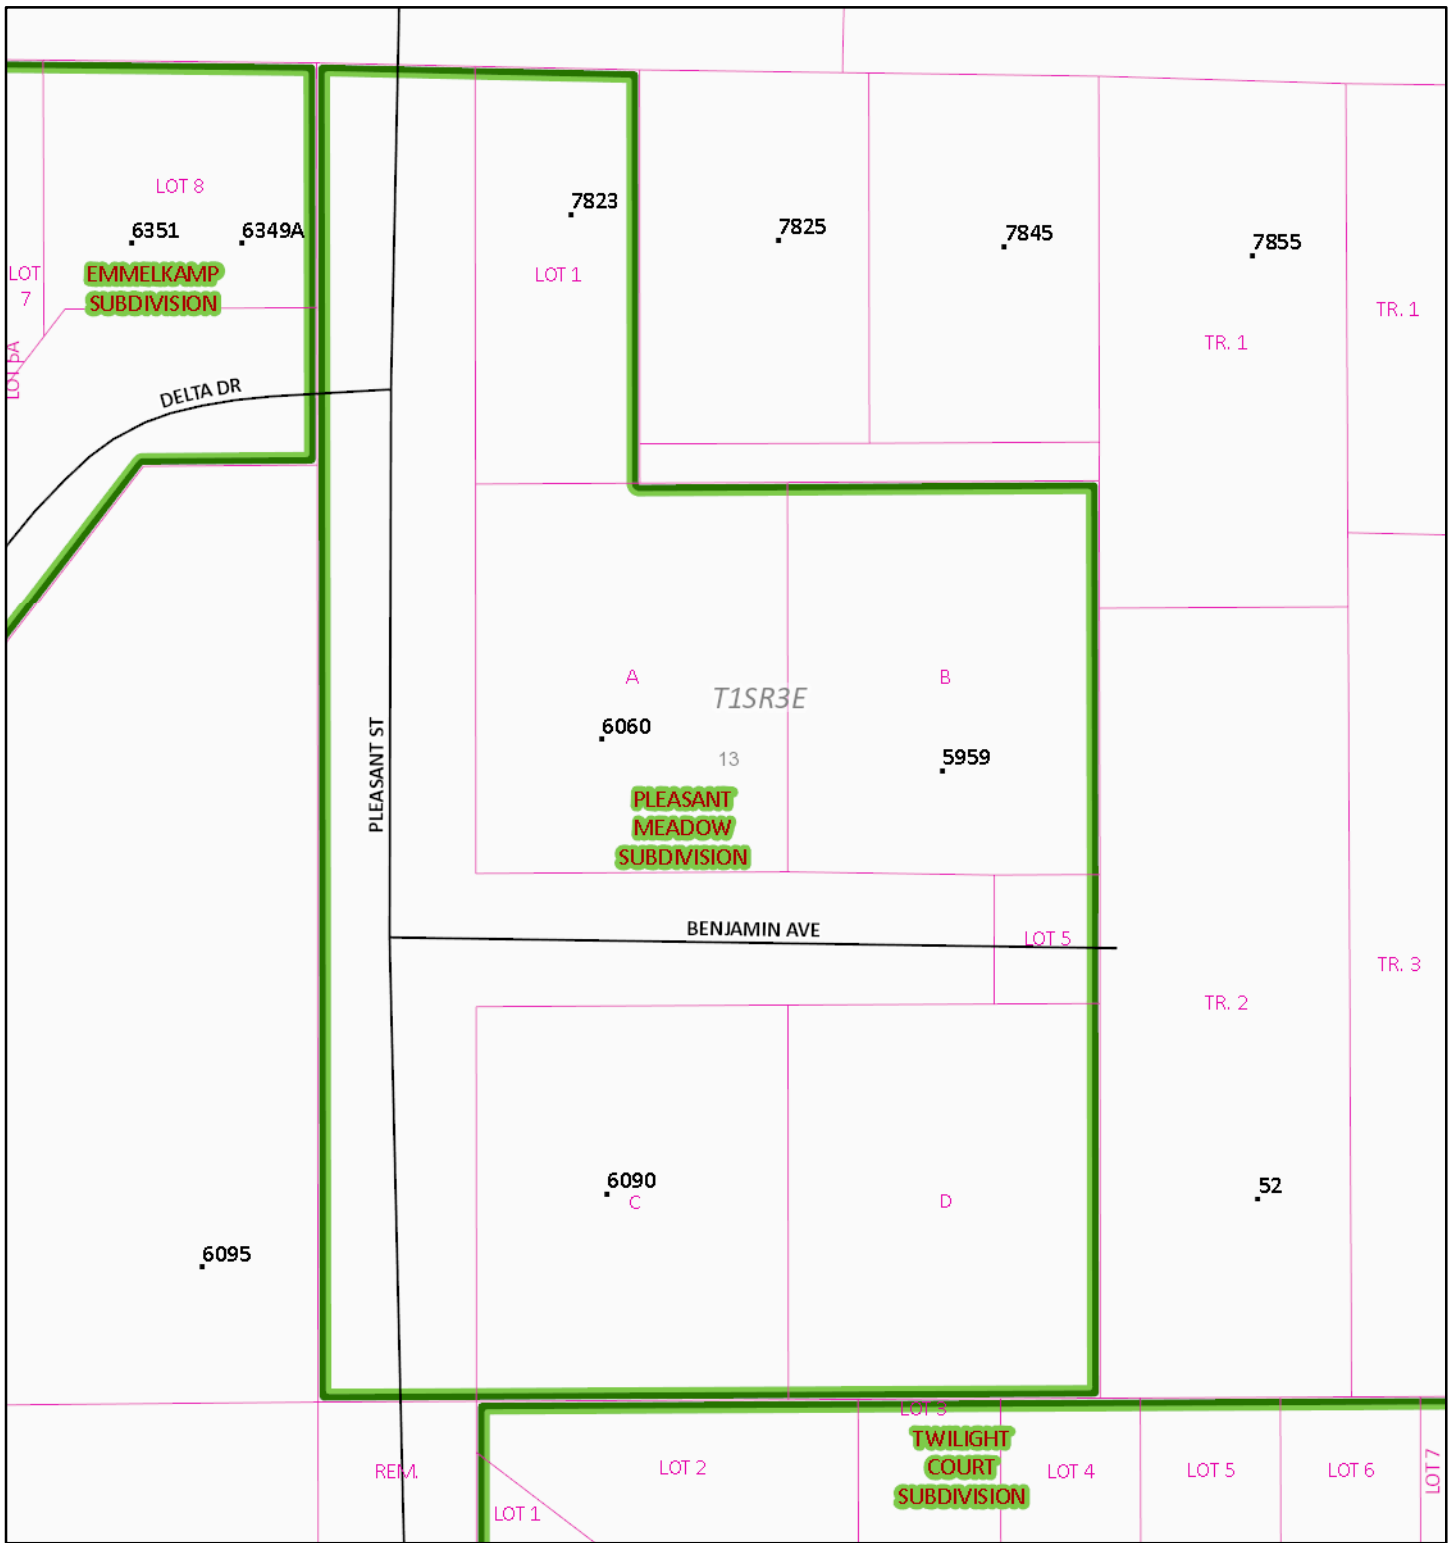 LOT 8
7823
7825
7845
7855
6351
6349A
LOT
7
EMMELKAMP
SUBDIVISION
LOT 1
TR. 1
TR. 1
LOT 6A
DELTA DR
A
B
T1SR3E
6060
13
5959
PLEASANT ST
PLEASANT
MEADOW
SUBDIVISION
BENJAMIN AVE
LOT 5
TR. 3
TR. 2
6090
C
D
52
6095
LOT 3
TWILIGHT
COURT
SUBDIVISION
REM.
LOT 2
LOT 4
LOT 5
LOT 6
LOT 7
LOT 1